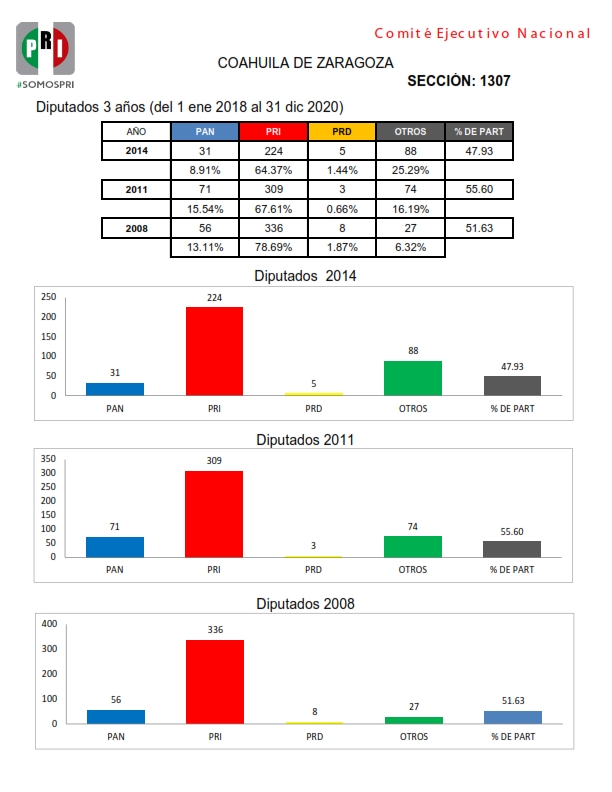 PRI
#SOMOSPRI
Comité Ejecutivo Nacional
COAHUILA DE ZARAGOZA
SECCIÓN: 1307
Diputados 3 años (del 1 ene 2018 al 31 dic 2020)
AÑO PAN PRI PRD OTROS % DE PART
2014 31 224 5 88 47.93
8.91% 64.37% 1.44% 25.29%
2011 71 309 3 74 55.60
15.54% 67.61% 0.66% 16.19%
2008 56 336 8 27 51.63
13.11% 78.69% 1.87% 6.32%
Diputados 2014
250
200
150
100
50
0
31 224 5 88 47.93
PAN PRI PRD OTROS % DE PART
Diputados 2011
350
300
250
200
150
100
50
0
71 309 3 74 55.60
PAN PRI PRD OTROS % DE PART
Diputados 2008
400
300
200
100
0
56 336 8 27 51.63
PAN PRI PRD OTROS % DE PART